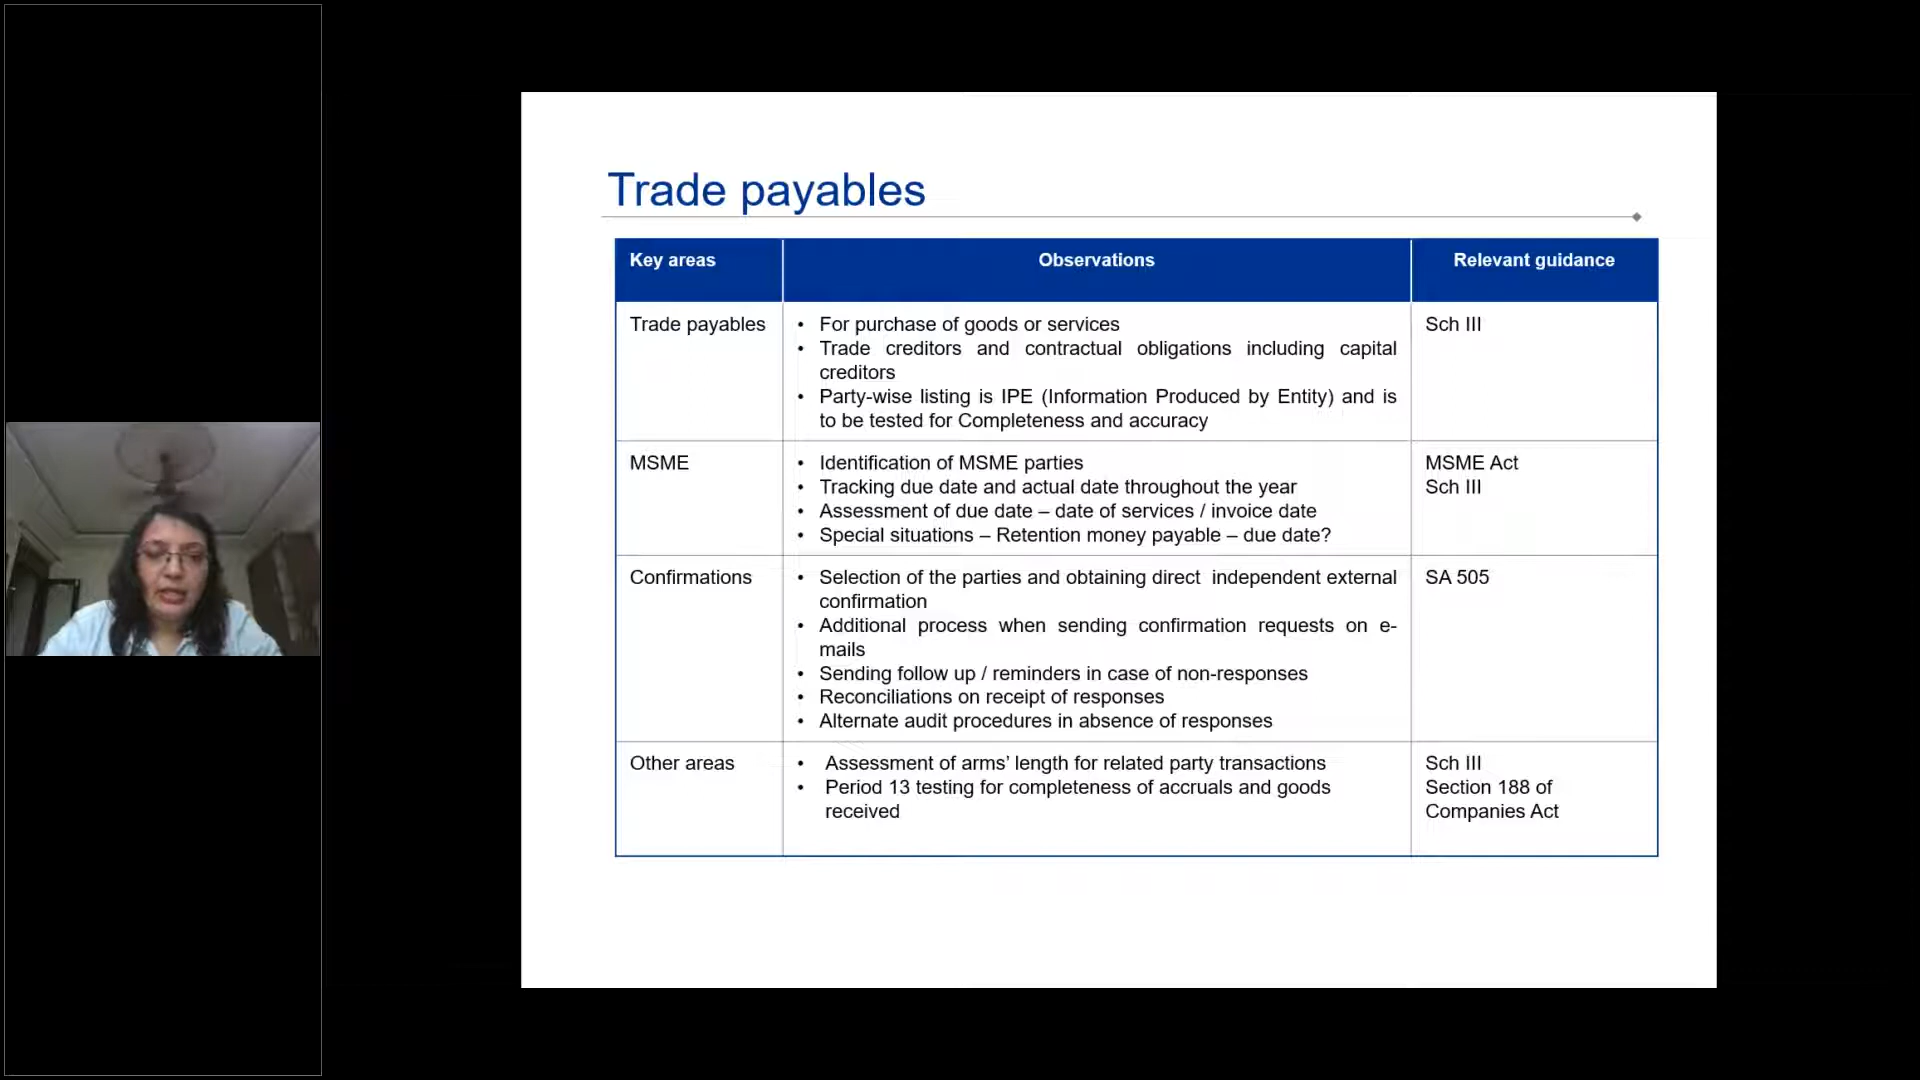 Trade payables
Key areas
Observations
Relevant guidance
Trade payables
• For purchase of goods or services
• Trade creditors and contractual obligations including capital
creditors
• Party-wise listing is IPE (Information Produced by Entity) and is
to be tested for Completeness and accuracy
Sch III
MSME
• Identification of MSME parties
• Tracking due date and actual date throughout the year
• Assessment of due date – date of services / invoice date
• Special situations – Retention money payable – due date?
MSME Act
Sch III
Confirmations
• Selection of the parties and obtaining direct independent external
confirmation
• Additional process when sending confirmation requests on e-
mails
• Sending follow up / reminders in case of non-responses
• Reconciliations on receipt of responses
• Alternate audit procedures in absence of responses
SA 505
Other areas
• Assessment of arms’ length for related party transactions
• Period 13 testing for completeness of accruals and goods
received
Sch III
Section 188 of
Companies Act